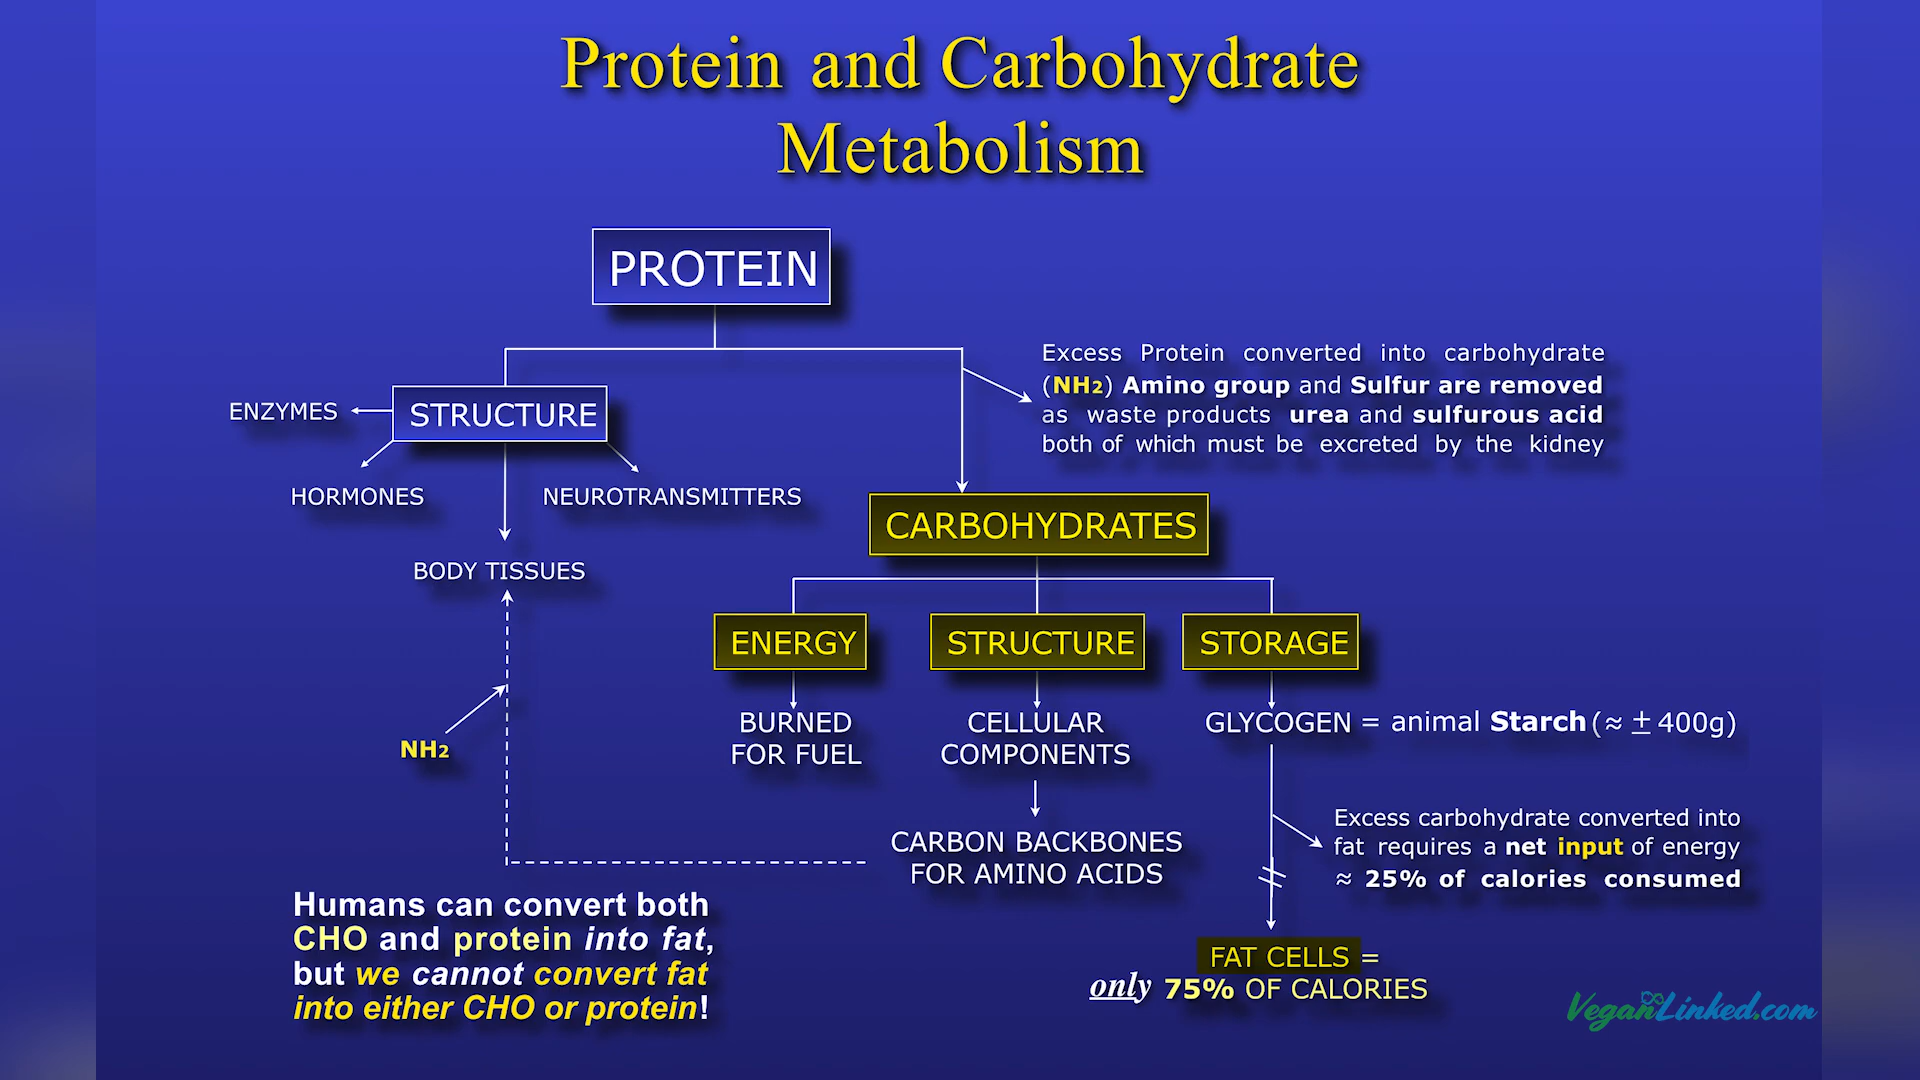 Protein and Carbohydrate
Metabolism
PROTEIN
Excess Protein converted into carbohydrate
(NH2) Amino group and Sulfur are removed
as waste products urea and sulfurous acid
both of which must be excreted by the kidney
ENZYMES
STRUCTURE
HORMONES
NEUROTRANSMITTERS
BODY TISSUES
CARBOHYDRATES
ENERGY
STRUCTURE
STORAGE
NH2
BURNED
FOR FUEL
CELLULAR
COMPONENTS
GLYCOGEN = animal Starch (≈ ± 400g)
CARBON BACKBONES
FOR AMINO ACIDS
Excess carbohydrate converted into
fat requires a net input of energy
≈ 25% of calories consumed
Humans can convert both
CHO and protein into fat,
but we cannot convert fat
into either CHO or protein!
FAT CELLS =
only 75% OF CALORIES
VeganLinked.com